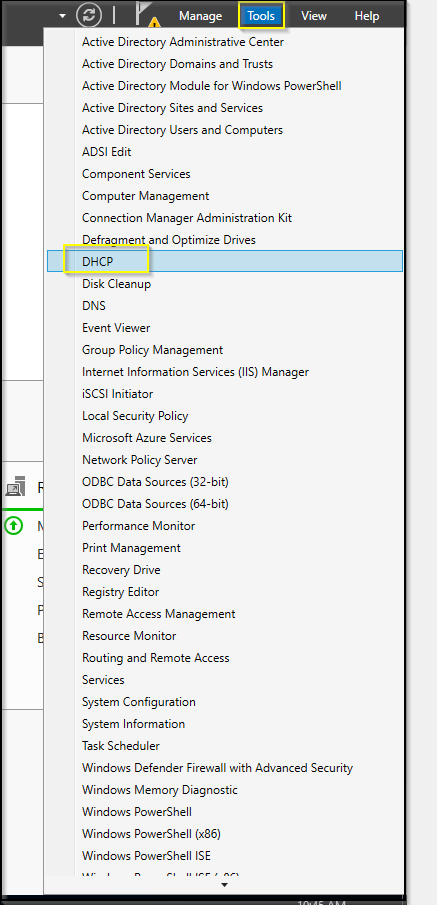 Manage Tools View Help
Active Directory Administrative Center
Active Directory Domains and Trusts
Active Directory Module for Windows PowerShell
Active Directory Sites and Services
Active Directory Users and Computers
ADSI Edit
Component Services
Computer Management
Connection Manager Administration Kit
Defragment and Optimize Drives
DHCP
Disk Cleanup
DNS
Event Viewer
Group Policy Management
Internet Information Services (IIS) Manager
iSCSI Initiator
Local Security Policy
Microsoft Azure Services
Network Policy Server
ODBC Data Sources (32-bit)
ODBC Data Sources (64-bit)
Performance Monitor
Print Management
Recovery Drive
Registry Editor
Remote Access Management
Resource Monitor
Routing and Remote Access
Services
System Configuration
System Information
Task Scheduler
Windows Defender Firewall with Advanced Security
Windows Memory Diagnostic
Windows PowerShell
Windows PowerShell (x86)
Windows PowerShell ISE